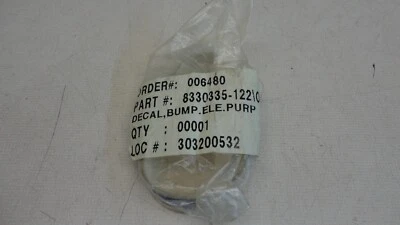 ORDER#: 006480
PART #: 8330335-12210
DECAL,BUMP.ELE.PURP
QTY : 00001
LOC # : 303200532